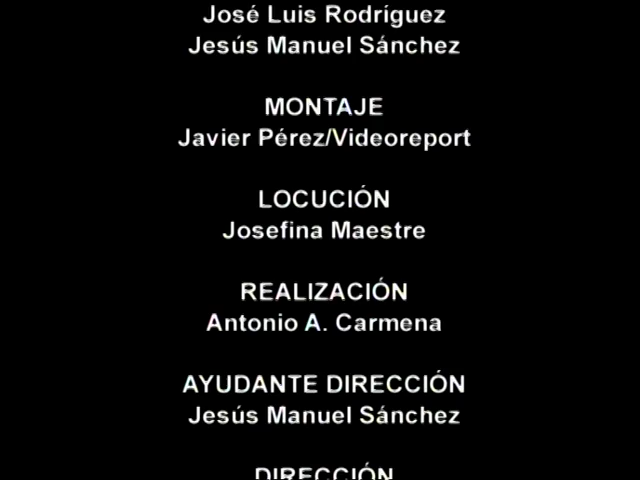 José Luis Rodríguez
Jesús Manuel Sánchez
MONTAJE
Javier Pérez/Videoreport
LOCUCIÓN
Josefina Maestre
REALIZACIÓN
Antonio A. Carmena
AYUDANTE DIRECCIÓN
Jesús Manuel Sánchez
DIRECCIÓN